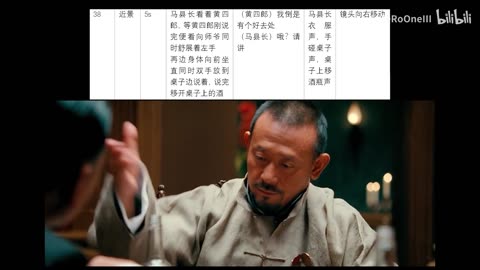 38
近景
5s
马县长看着黄四
郎、等黄四郎刚说
完便看向师爷同
时舒展着左手
再边身体向前坐
直同时双手放到
桌子边说着，说完
移开桌子上的酒
（黄四郎）我倒是
有个好去处
（马县长）哦？请
讲
马县长
衣服
声、手
碰桌子
声、桌
子上移
酒瓶声
镜头向右移动
RoOneIII
bilibili